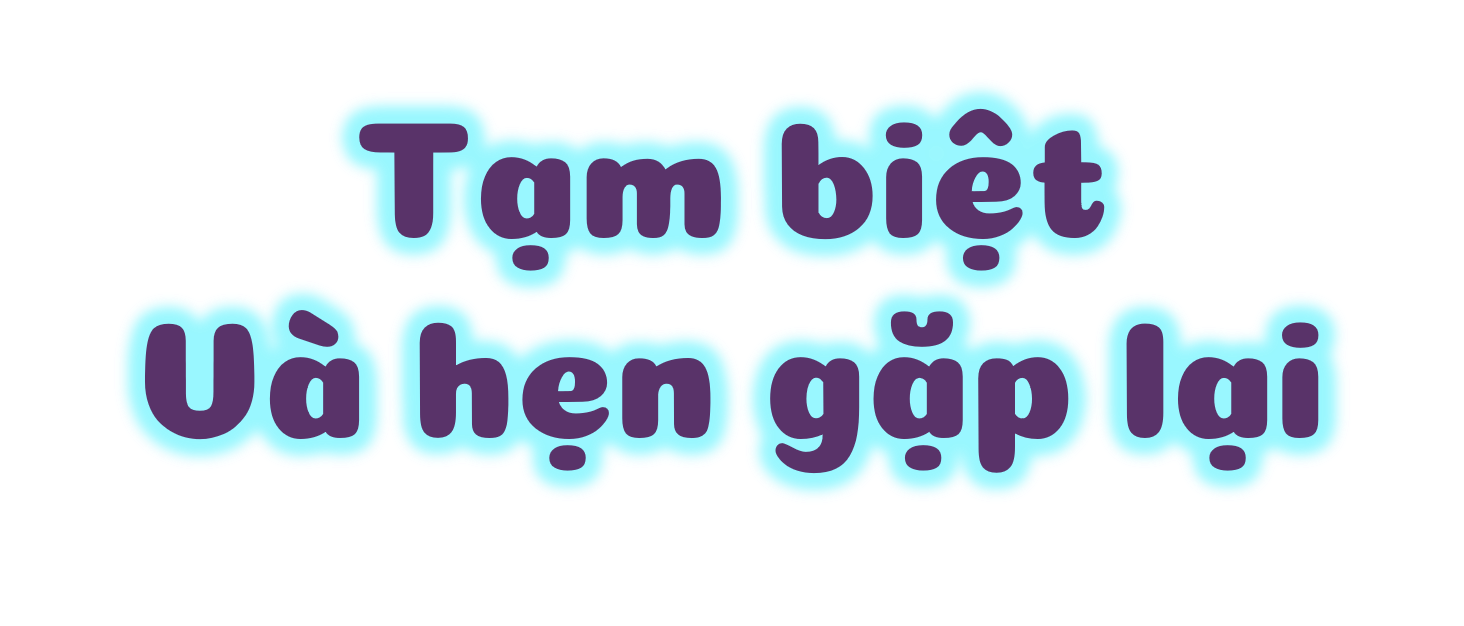 Tạm biệt
Uà hẹn gặp lại